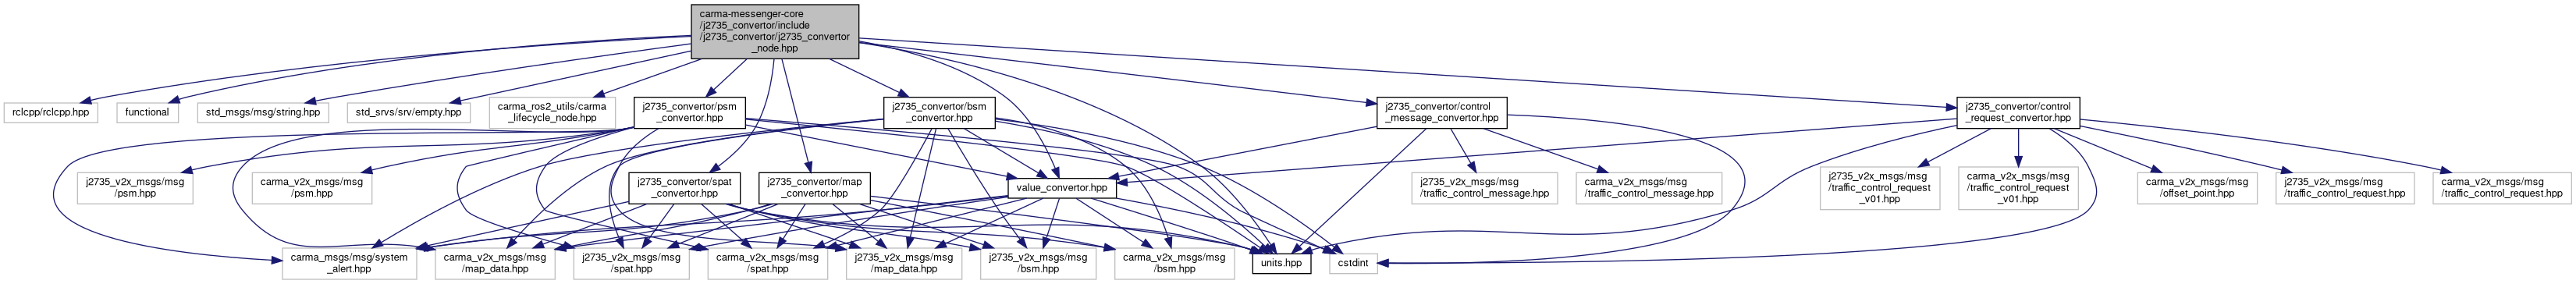 carma-messenger-core
/j2735_convertor/include
/j2735_convertor/j2735_convertor
_node.hpp
rclcpp/rclcpp.hpp
functional
std_msgs/msg/string.hpp
std_srvs/srv/empty.hpp
carma_ros2_utils/carma
_lifecycle_node.hpp
j2735_convertor/psm
_convertor.hpp
j2735_convertor/bsm
_convertor.hpp
j2735_convertor/control
_message_convertor.hpp
j2735_convertor/control
_request_convertor.hpp
j2735_v2x_msgs/msg
/psm.hpp
carma_v2x_msgs/msg
/psm.hpp
j2735_convertor/spat
_convertor.hpp
j2735_convertor/map
_convertor.hpp
value_convertor.hpp
j2735_v2x_msgs/msg
/traffic_control_message.hpp
carma_v2x_msgs/msg
/traffic_control_message.hpp
j2735_v2x_msgs/msg
/traffic_control_request
_v01.hpp
carma_v2x_msgs/msg
/traffic_control_request
_v01.hpp
carma_v2x_msgs/msg
/offset_point.hpp
j2735_v2x_msgs/msg
/traffic_control_request.hpp
carma_v2x_msgs/msg
/traffic_control_request.hpp
carma_msgs/msg/system
_alert.hpp
carma_v2x_msgs/msg
/map_data.hpp
j2735_v2x_msgs/msg
/spat.hpp
carma_v2x_msgs/msg
/spat.hpp
j2735_v2x_msgs/msg
/map_data.hpp
j2735_v2x_msgs/msg
/bsm.hpp
carma_v2x_msgs/msg
/bsm.hpp
units.hpp
cstdint